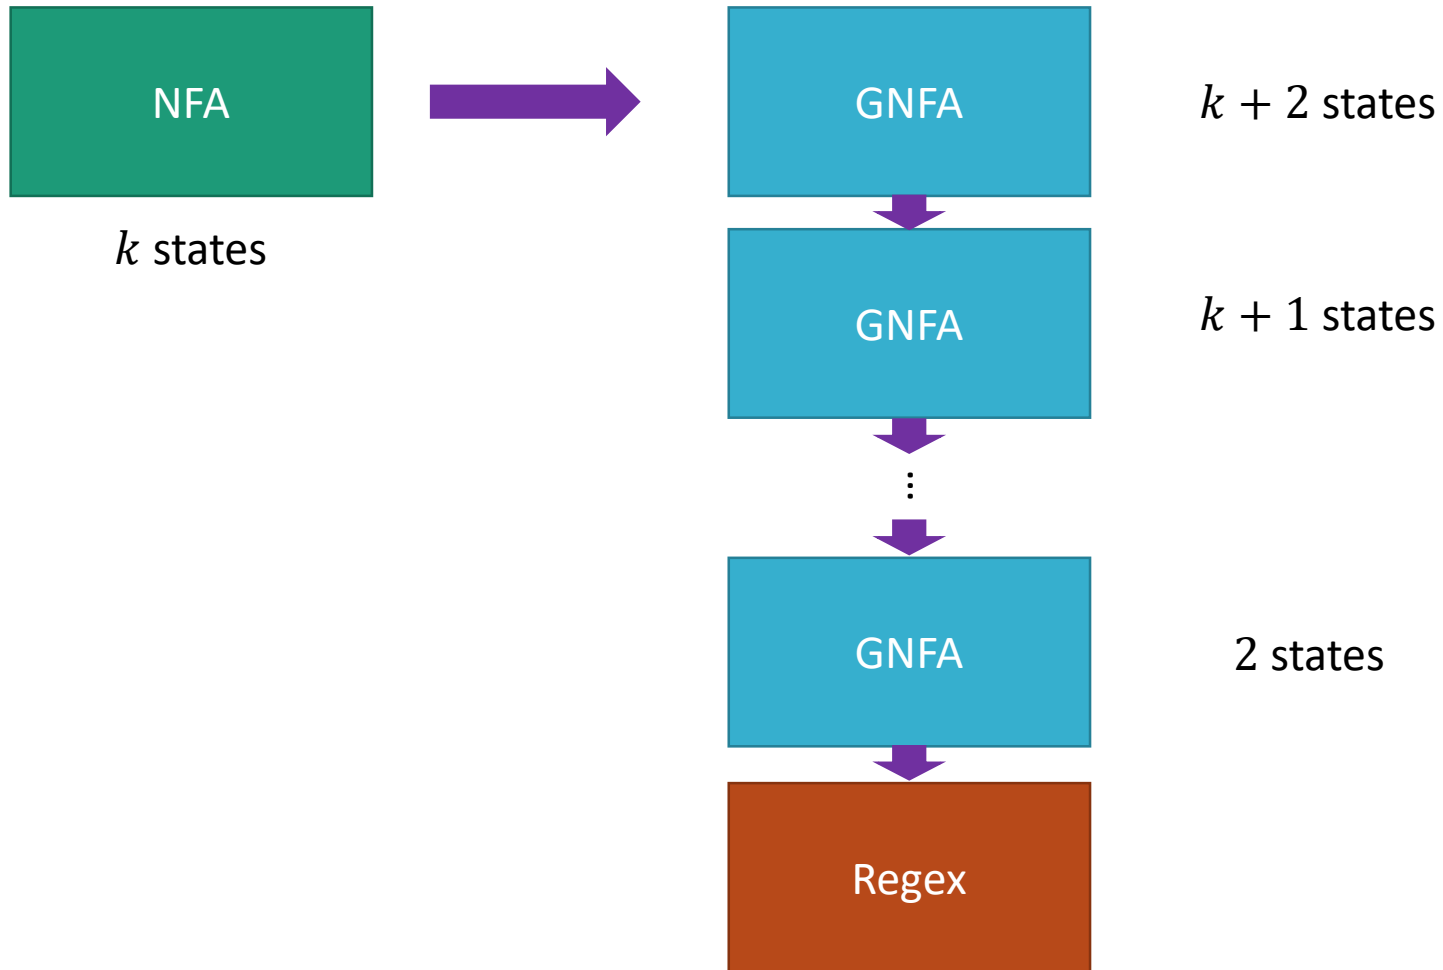 NFA
k states
GNFA
k + 2 states
GNFA
k + 1 states
⋮
GNFA
2 states
Regex